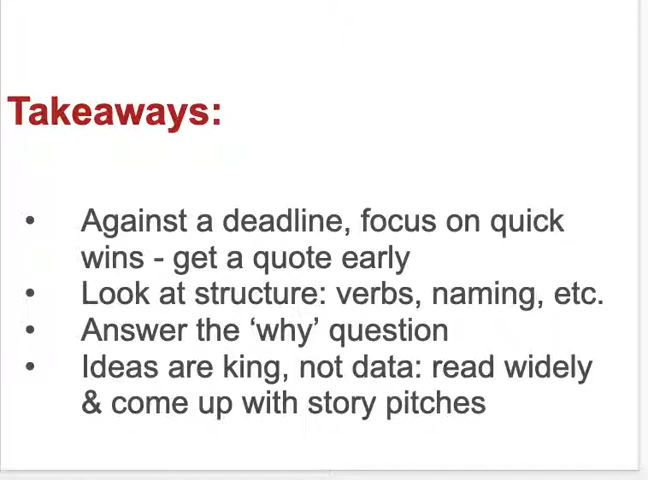 Takeaways:
• Against a deadline, focus on quick
wins - get a quote early
• Look at structure: verbs, naming, etc.
• Answer the ‘why’ question
• Ideas are king, not data: read widely
& come up with story pitches